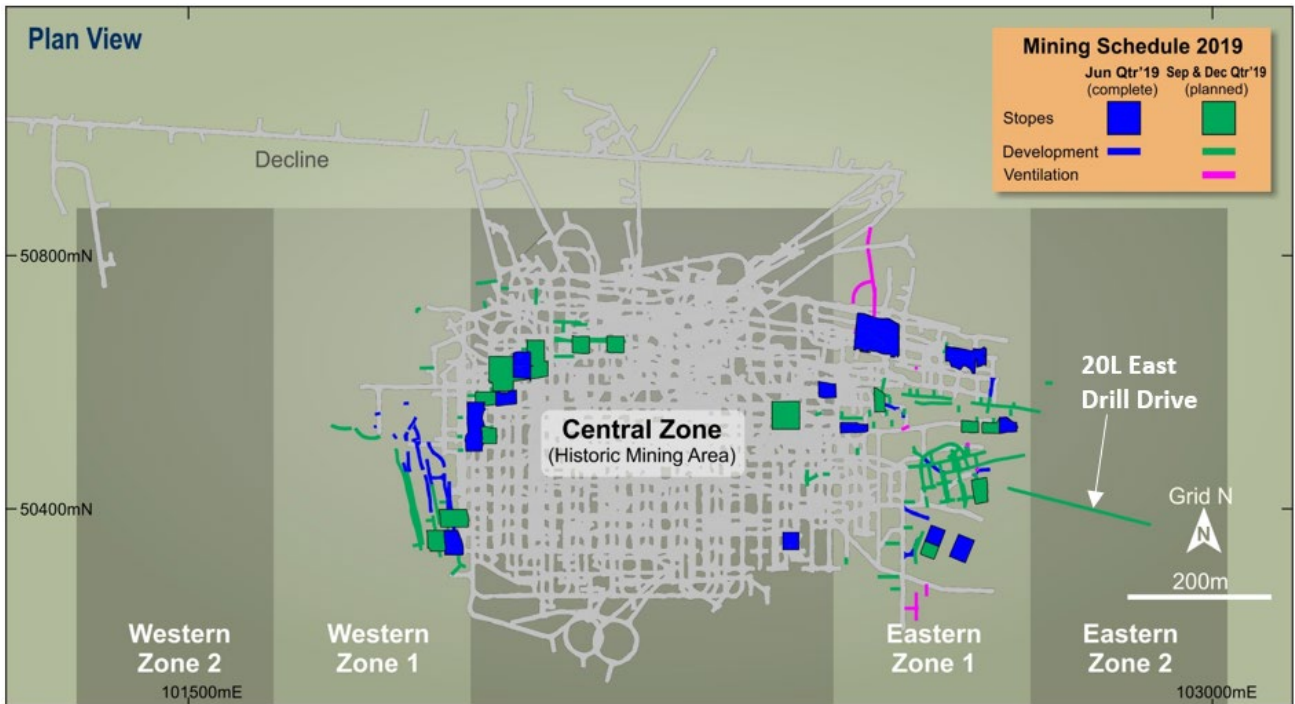 Plan View
Mining Schedule 2019
Jun Qtr'19 Sep & Dec Qtr'19
(complete) (planned)
Stopes
Development
Ventilation
Decline
50800mN
20L East
Drill Drive
Central Zone
(Historic Mining Area)
50400mN
Grid N
N
200m
Western
Zone 2
Western
Zone 1
Eastern
Zone 1
Eastern
Zone 2
101500mE
103000mE